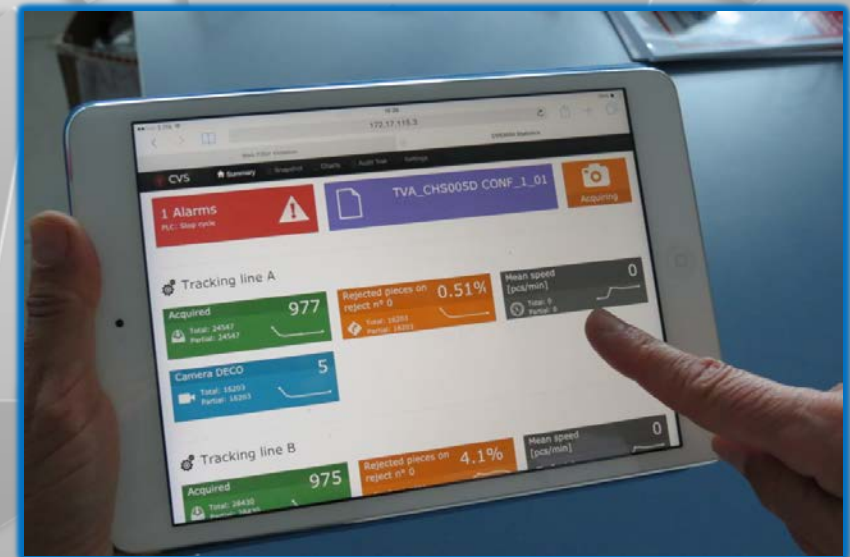 172.17.115.3
CVS Summary Snapshot Charts Audit Trail Settings
1 Alarms
PLC: Stop cycle
TVA_CHS005D CONF_1_01
Acquiring
Tracking line A
Acquired 977
Total: 24547
Partial: 24547
Rejected pieces on
reject n° 0
0.51%
Total: 16203
Partial: 16203
Mean speed
[pcs/min]
0
Total: 0
Partial: 0
Camera DECO 5
Total: 16203
Partial: 16203
Tracking line B
Acquired 975
Total: 28430
Rejected pieces on
reject n° 0
4.1%
Mean speed
[pcs/min]
0